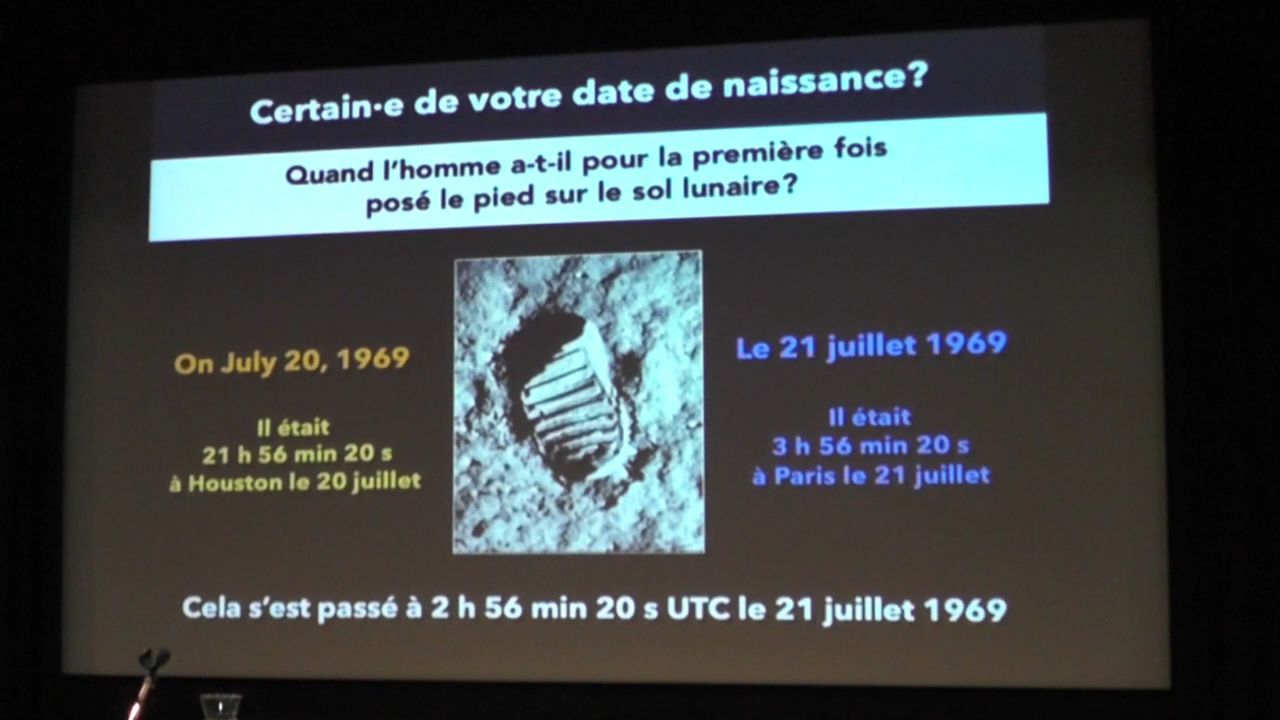 Certain·e de votre date de naissance?
Quand l'homme a-t-il pour la première fois
posé le pied sur le sol lunaire?
On July 20, 1969
Il était
21 h 56 min 20 s
à Houston le 20 juillet
Le 21 juillet 1969
Il était
3 h 56 min 20 s
à Paris le 21 juillet
Cela s'est passé à 2 h 56 min 20 s UTC le 21 juillet 1969